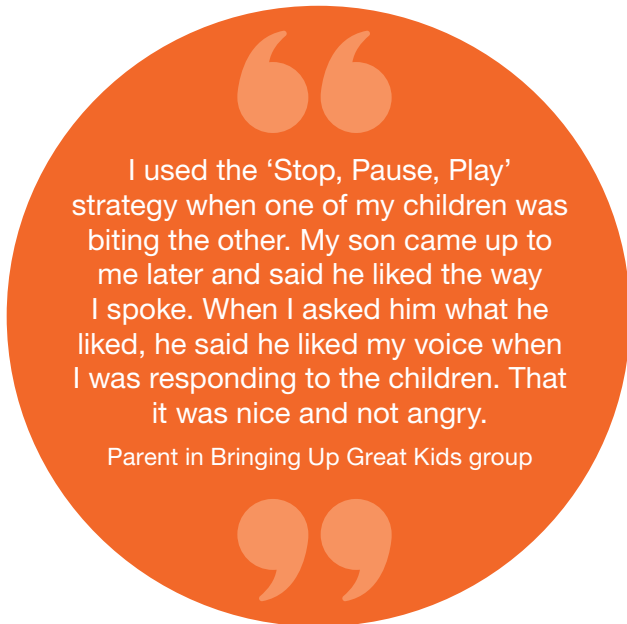 I used the ‘Stop, Pause, Play’
strategy when one of my children was
biting the other. My son came up to
me later and said he liked the way
I spoke. When I asked him what he
liked, he said he liked my voice when
I was responding to the children. That
it was nice and not angry.
Parent in Bringing Up Great Kids group